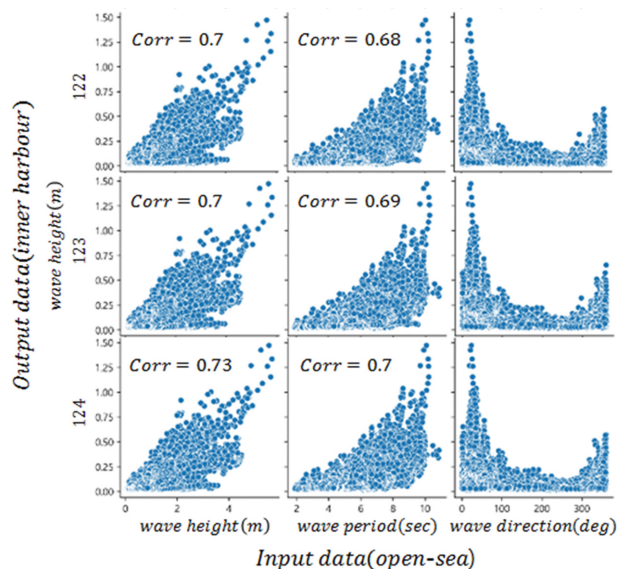 Output data(inner harbour)
wave height(m)
122
1.50
1.25
1.00
0.75
0.50
0.25
0.00
Corr = 0.7
Corr = 0.68
123
1.50
1.25
1.00
0.75
0.50
0.25
0.00
Corr = 0.7
Corr = 0.69
124
1.50
1.25
1.00
0.75
0.50
0.25
0.00
Corr = 0.73
Corr = 0.7
0 2 4
2 4 6 8 10
0 100 200 300
wave height(m) wave period(sec) wave direction(deg)
Input data(open-sea)